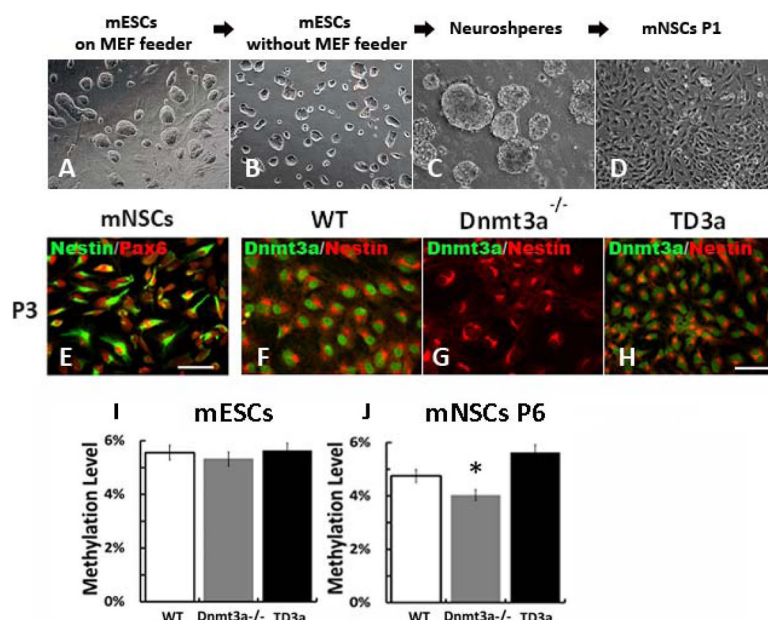 mESCs
on MEF feeder
mESCs
without MEF feeder
Neuroshperes
mNSCs P1
A
B
C
D
mNSCs
WT
Dnmt3a-/-
TD3a
P3
Nestin/Pax6
Dnmt3a/Nestin
Dnmt3a/Nestin
Dnmt3a/Nestin
E
F
G
H
I
mESCs
J
mNSCs P6
Methylation Level
6%
4%
2%
0%
WT
Dnmt3a-/-
TD3a
Methylation Level
6%
4%
2%
0%
*
WT
Dnmt3a-/-
TD3a